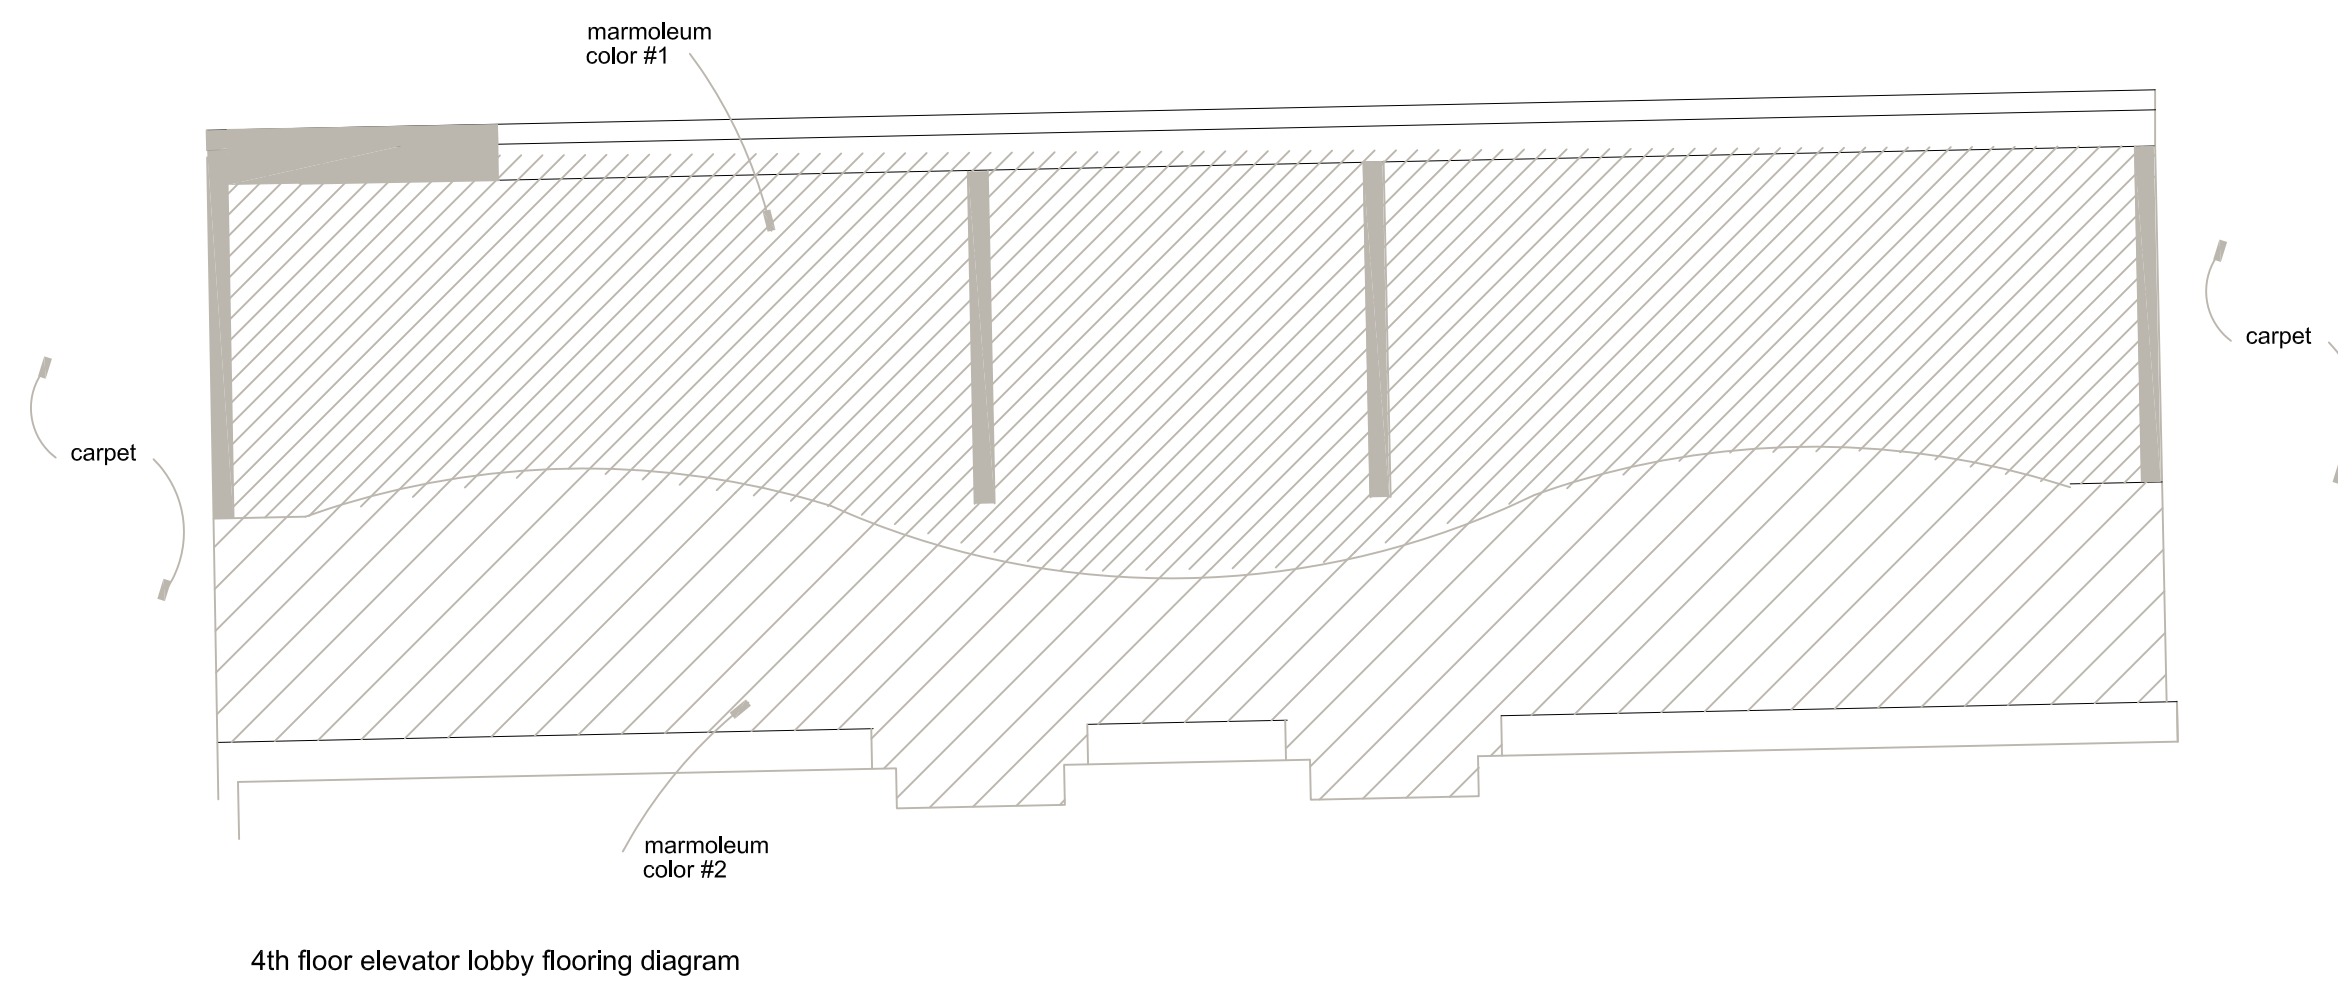 marmoleum
color #1
carpet
carpet
marmoleum
color #2
4th floor elevator lobby flooring diagram